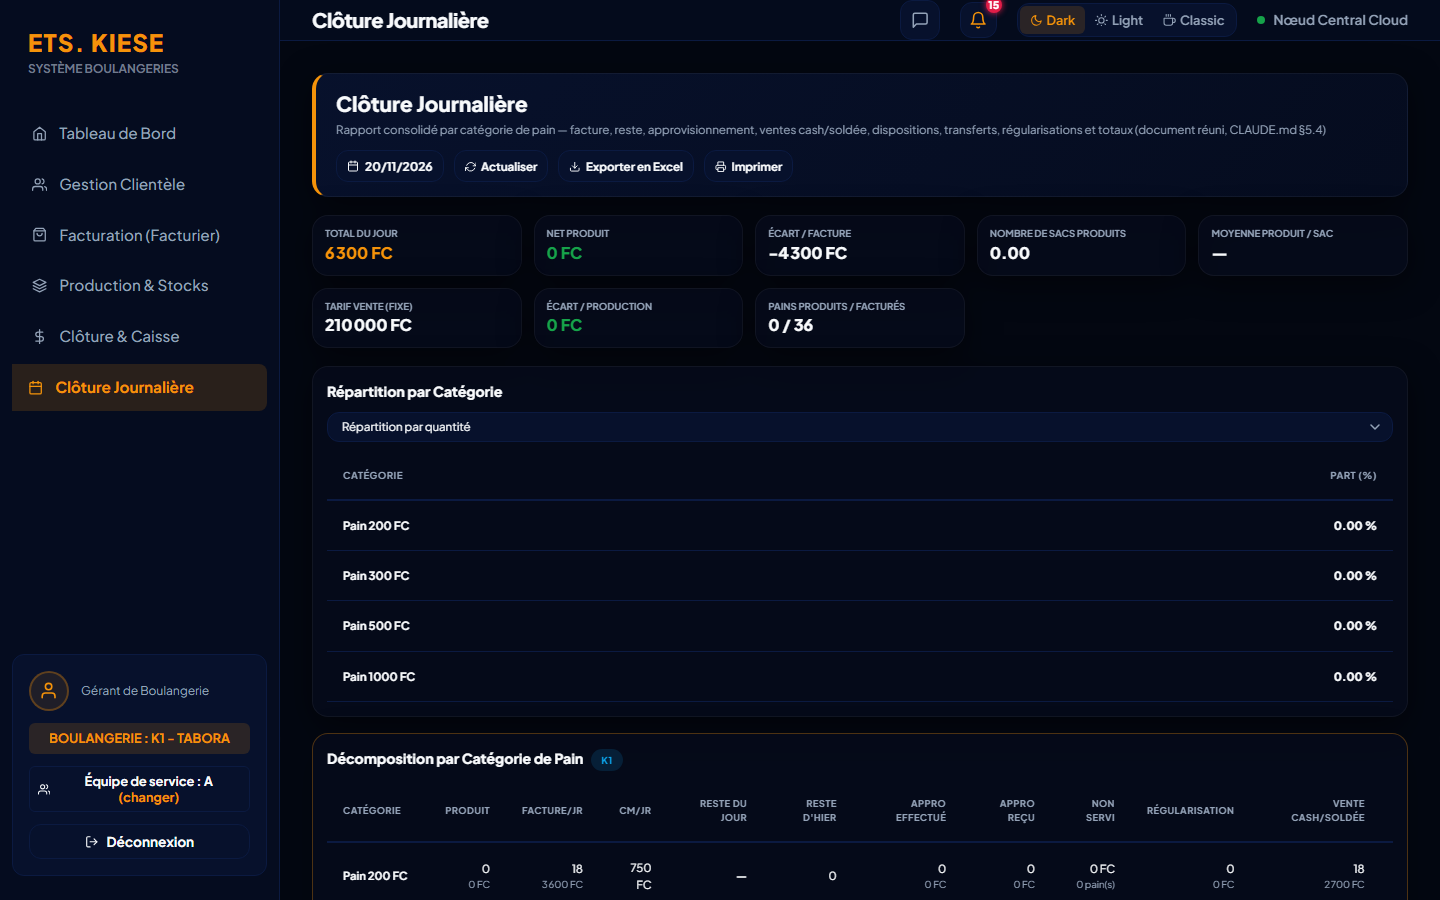 ETS. KIESE
SYSTÈME BOULANGERIES
Tableau de Bord
Gestion Clientèle
Facturation (Facturier)
Production & Stocks
Clôture & Caisse
Clôture Journalière
Gérant de Boulangerie
BOULANGERIE : K1 - TABORA
Équipe de service : A
(changer)
Déconnexion
Clôture Journalière
15
Dark
Light
Classic
Nœud Central Cloud
Clôture Journalière
Rapport consolidé par catégorie de pain — facture, reste, approvisionnement, ventes cash/soldée, dispositions, transferts, régularisations et totaux (document réuni, CLAUDE.md §5.4)
20/11/2026
Actualiser
Exporter en Excel
Imprimer
TOTAL DU JOUR
6 300 FC
NET PRODUIT
0 FC
ÉCART / FACTURE
-4 300 FC
NOMBRE DE SACS PRODUITS
0.00
MOYENNE PRODUIT / SAC
—
TARIF VENTE (FIXE)
210 000 FC
ÉCART / PRODUCTION
0 FC
PAINS PRODUITS / FACTURÉS
0 / 36
Répartition par Catégorie
Répartition par quantité
CATÉGORIE PART (%)
Pain 200 FC 0.00 %
Pain 300 FC 0.00 %
Pain 500 FC 0.00 %
Pain 1000 FC 0.00 %
Décomposition par Catégorie de Pain K1
CATÉGORIE PRODUIT FACTURE/JR CM/JR RESTE DU JOUR RESTE D'HIER APPRO EFFECTUÉ APPRO REÇU NON SERVI RÉGULARISATION VENTE CASH/SOLDÉE
Pain 200 FC 0 18 750 FC — 0 0 0 0 FC 0 18
0 FC 3 600 FC 0 FC 0 FC 0 pain(s) 0 FC 2 700 FC